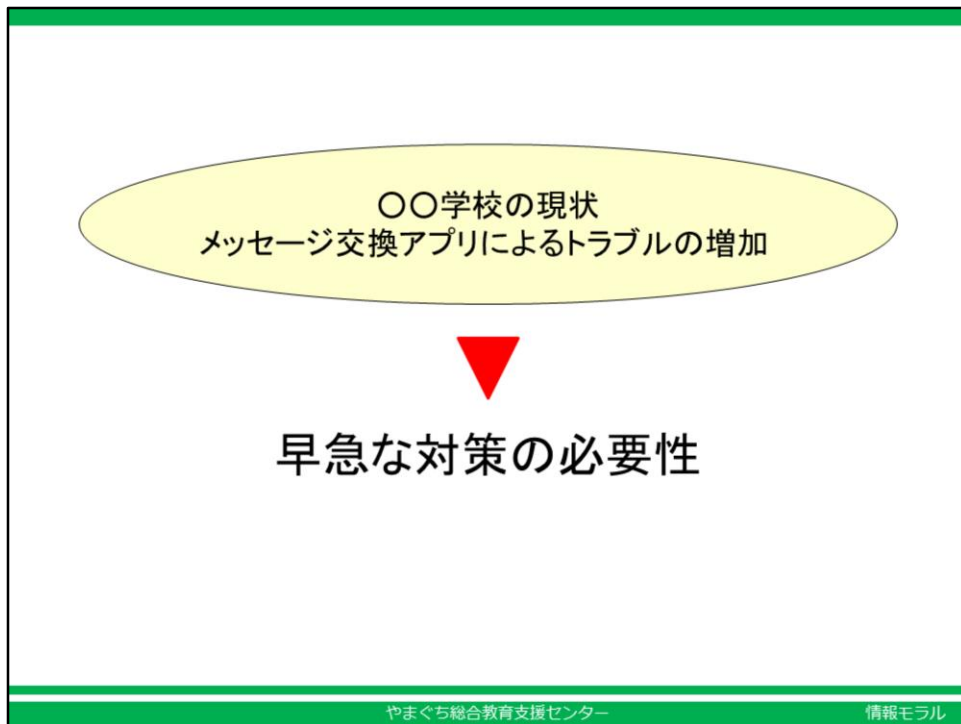 〇〇学校の現状
メッセージ交換アプリによるトラブルの増加
早急な対策の必要性
やまぐち総合教育支援センター
情報モラル